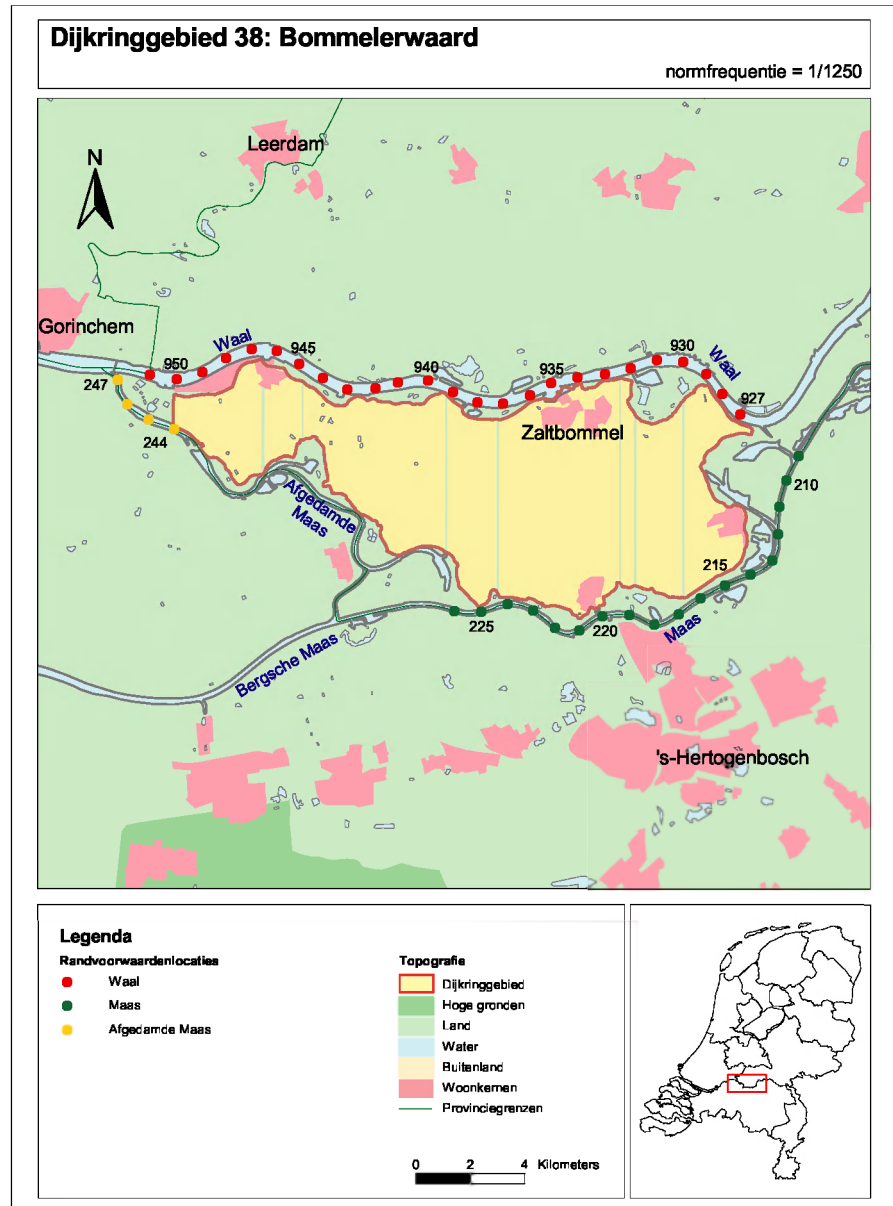 Dijkringgebied 38: Bommelerwaard
normfrequentie = 1/1250
Leerdam
N
Gorinchem
Waal
945
950
940
935
930
Waal
247
927
244
Zaltbommel
210
Afgedamde
Maas
215
225
220
Maas
Bergsche Maas
's-Hertogenbosch
Legenda
Randvoorwaardenlocaties
Waal
Maas
Afgedamde Maas
Topografie
Dijkringgebied
Hoge gronden
Land
Water
Buitenland
Woonkernen
Provinciegrenzen
0 2 4 Kilometers